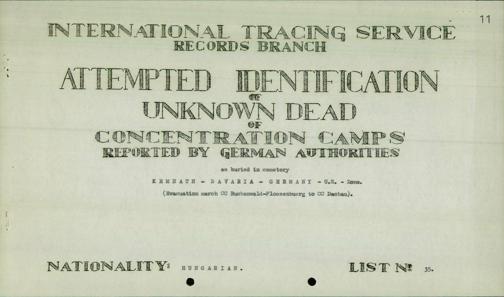 11
INTERNATIONAL TRACING SERVICE
RECORDS BRANCH
ATTEMPTED IDENTIFICATION
OF
UNKNOWN DEAD
OF
CONCENTRATION CAMPS
REPORTED BY GERMAN AUTHORITIES
as buried in cemetery
KEMNATH - BAVARIA - GERMANY - U.S. - Zone.
(Evacuation march CC Buchenwald-Flossenbuerg to CC Dachau).
NATIONALITY: HUNGARIAN. LIST Nº 35.